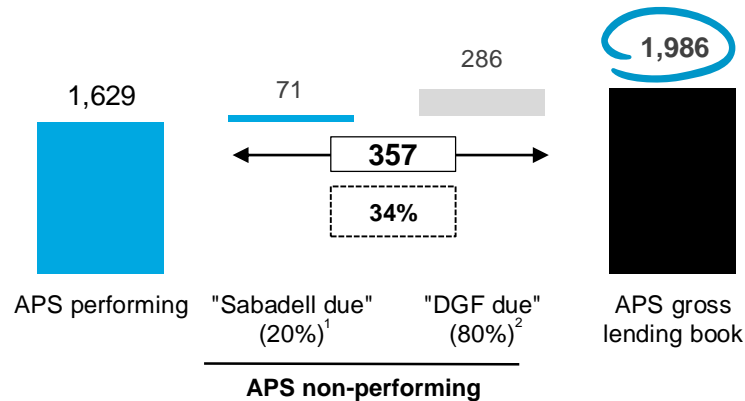 1,986
286
71
1,629
357
34%
APS performing
"Sabadell due"
(20%)1
"DGF due"
(80%)2
APS gross
lending book
APS non-performing